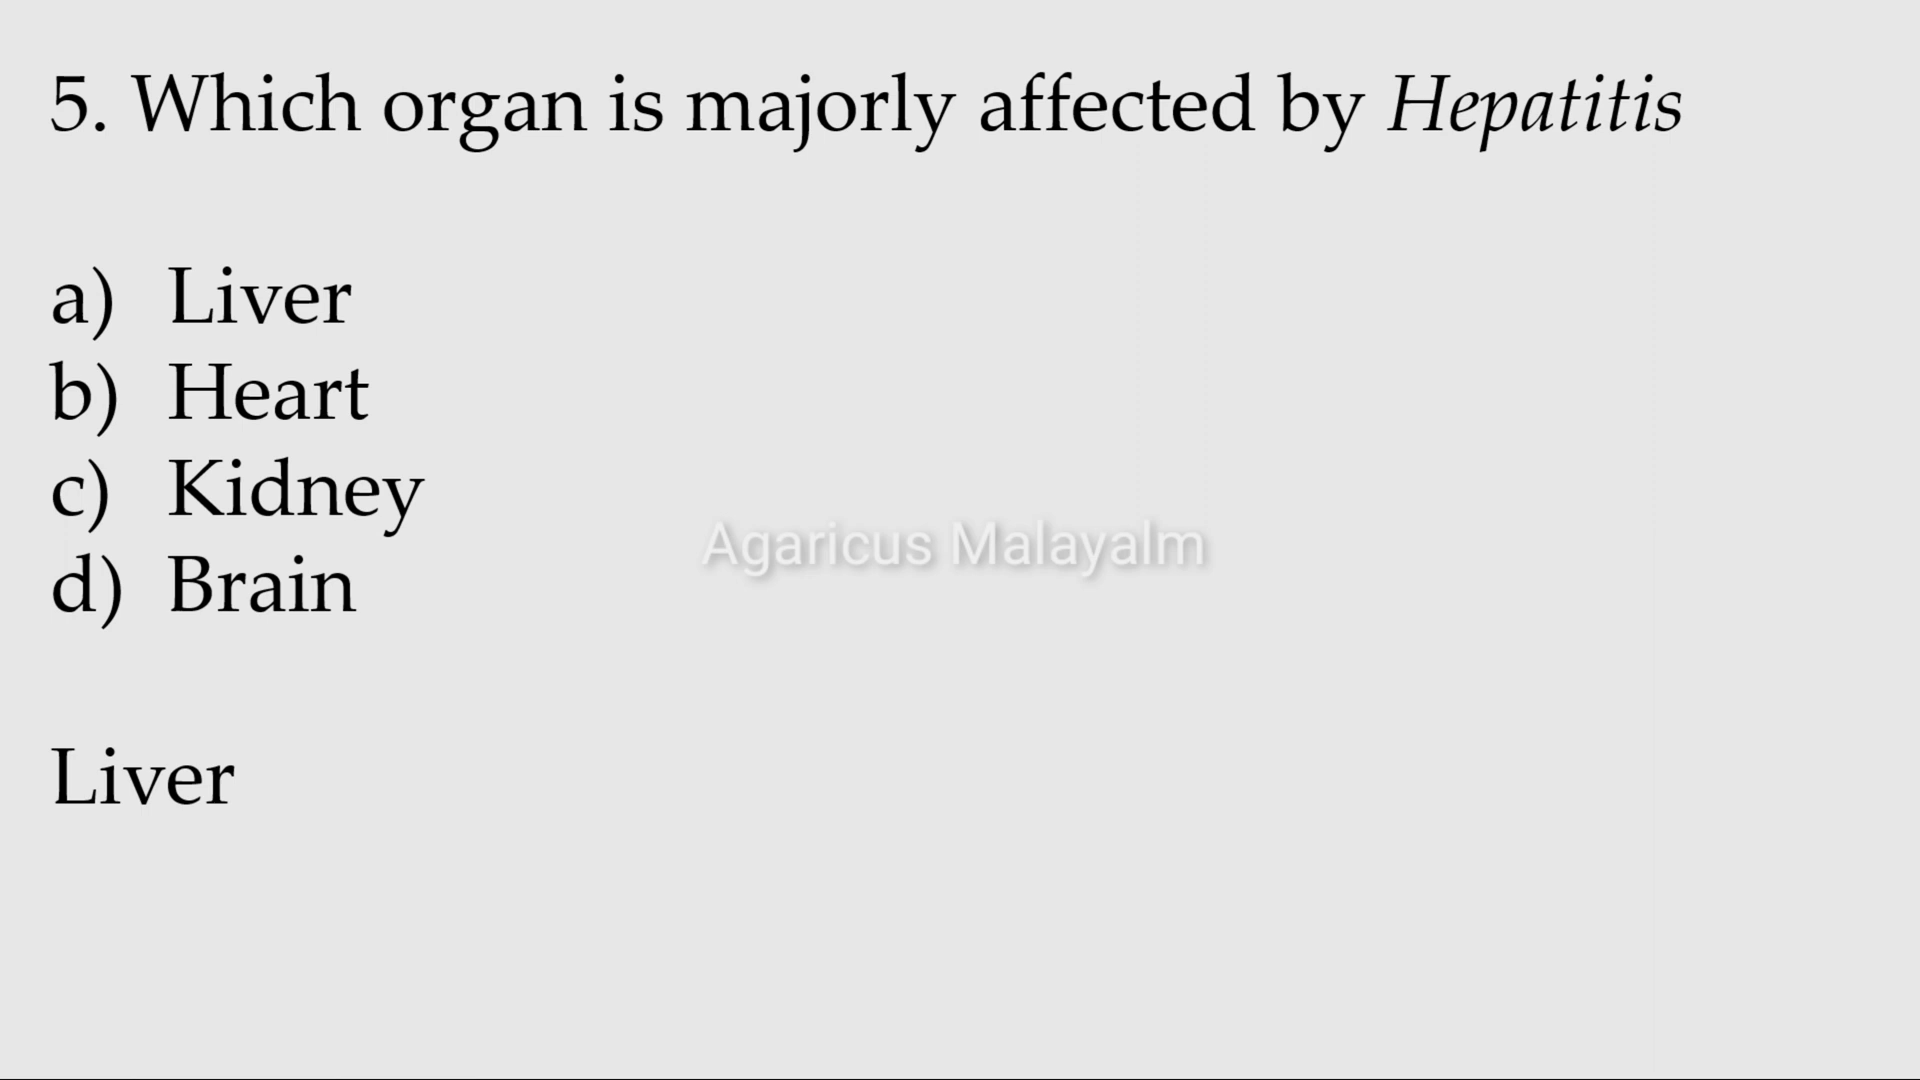 5. Which organ is majorly affected by Hepatitis
a) Liver
b) Heart
c) Kidney
d) Brain
Agaricus Malayalm
Liver